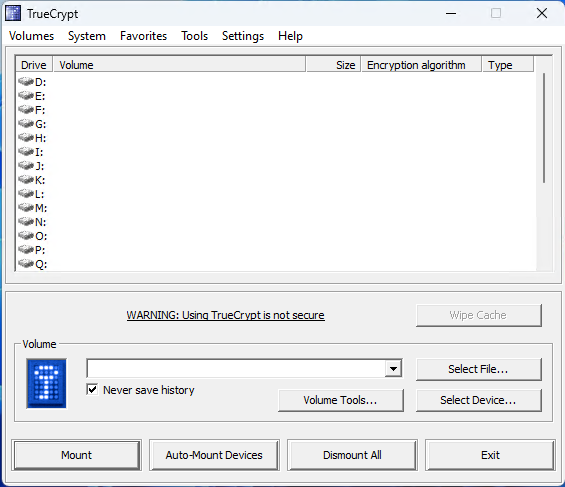 TrueCrypt
Volumes System Favorites Tools Settings Help
Drive Volume Size Encryption algorithm Type
D:
E:
F:
G:
H:
I:
J:
K:
L:
M:
N:
O:
P:
Q:
WARNING: Using TrueCrypt is not secure
Wipe Cache
Volume
Select File...
Never save history
Volume Tools...
Select Device...
Mount
Auto-Mount Devices
Dismount All
Exit